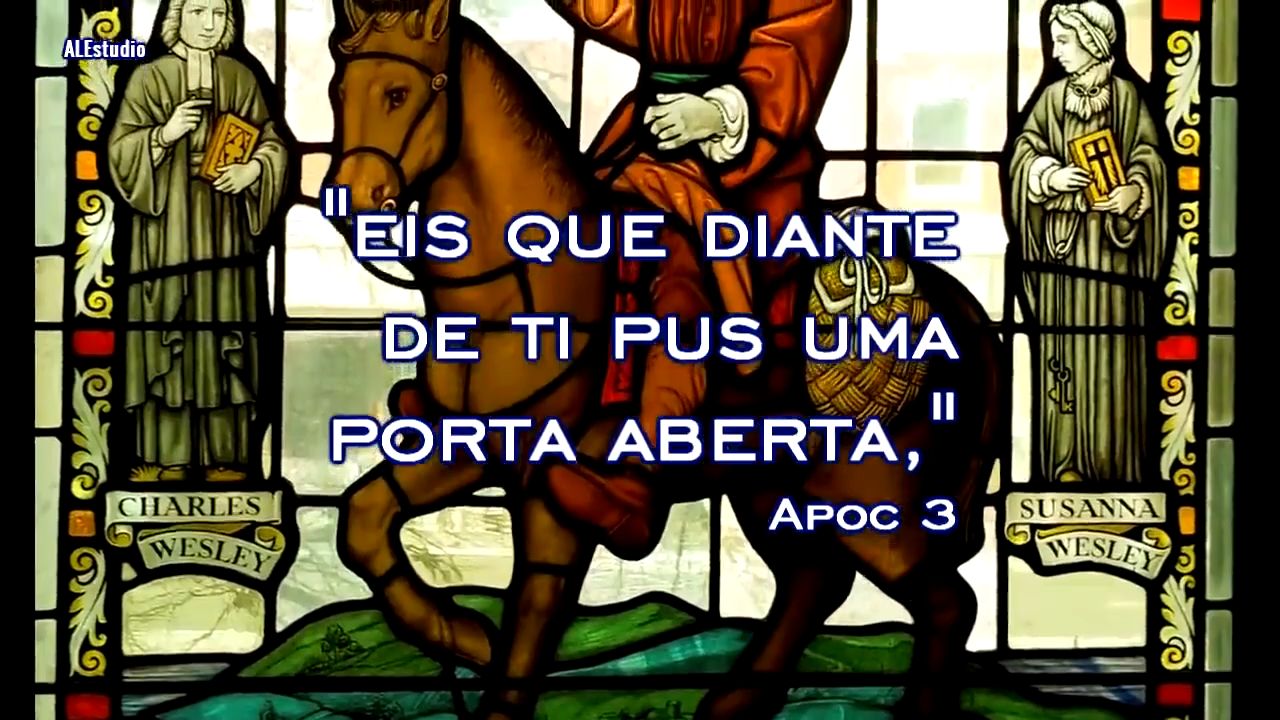 ALEstudio
"EIS QUE DIANTE
DE TI PUS UMA
PORTA ABERTA,"
APOC 3
CHARLES
WESLEY
SUSANNA
WESLEY